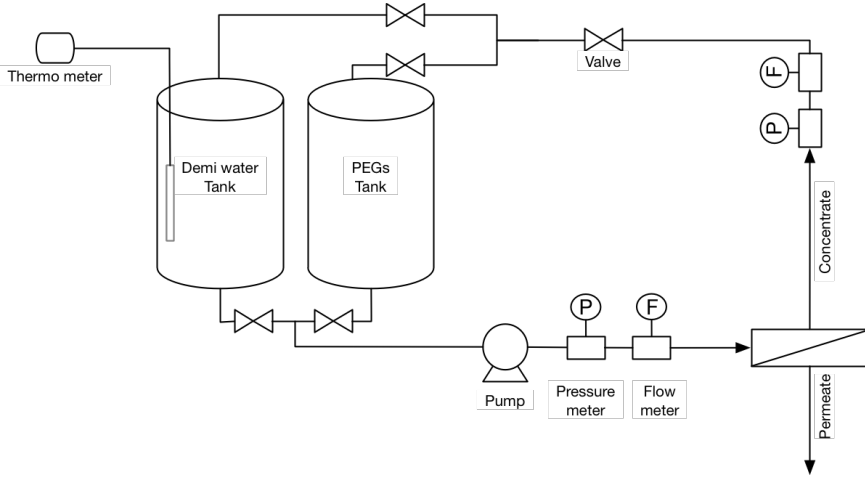 Thermo meter
Valve
F
P
Demi water
Tank
PEGs
Tank
Concentrate
P
F
Pump
Pressure
meter
Flow
meter
Permeate